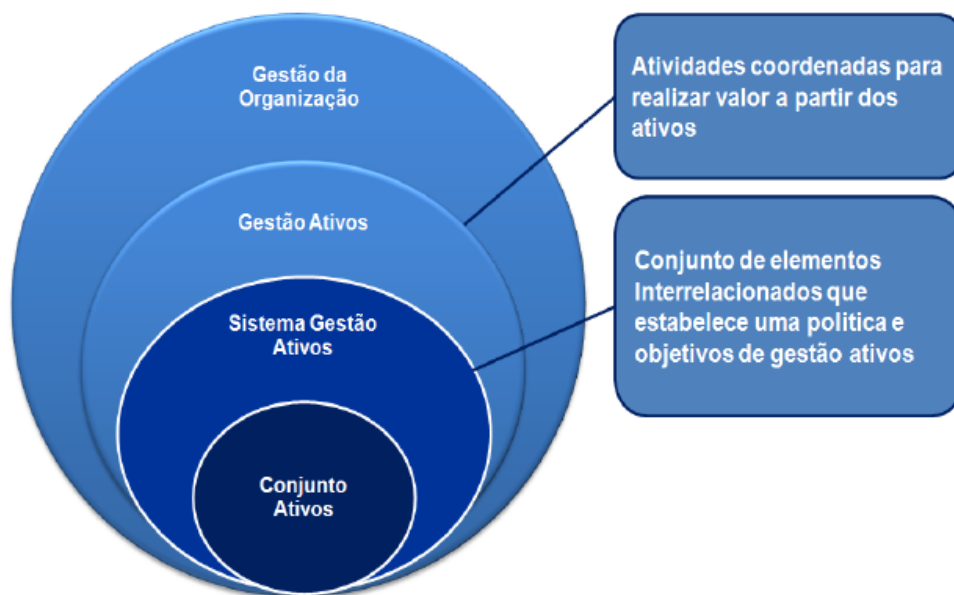 Gestão da
Organização
Gestão Ativos
Sistema Gestão
Ativos
Conjunto
Ativos
Atividades coordenadas para
realizar valor a partir dos
ativos
Conjunto de elementos
Interrelacionados que
estabelece uma politica e
objetivos de gestão ativos